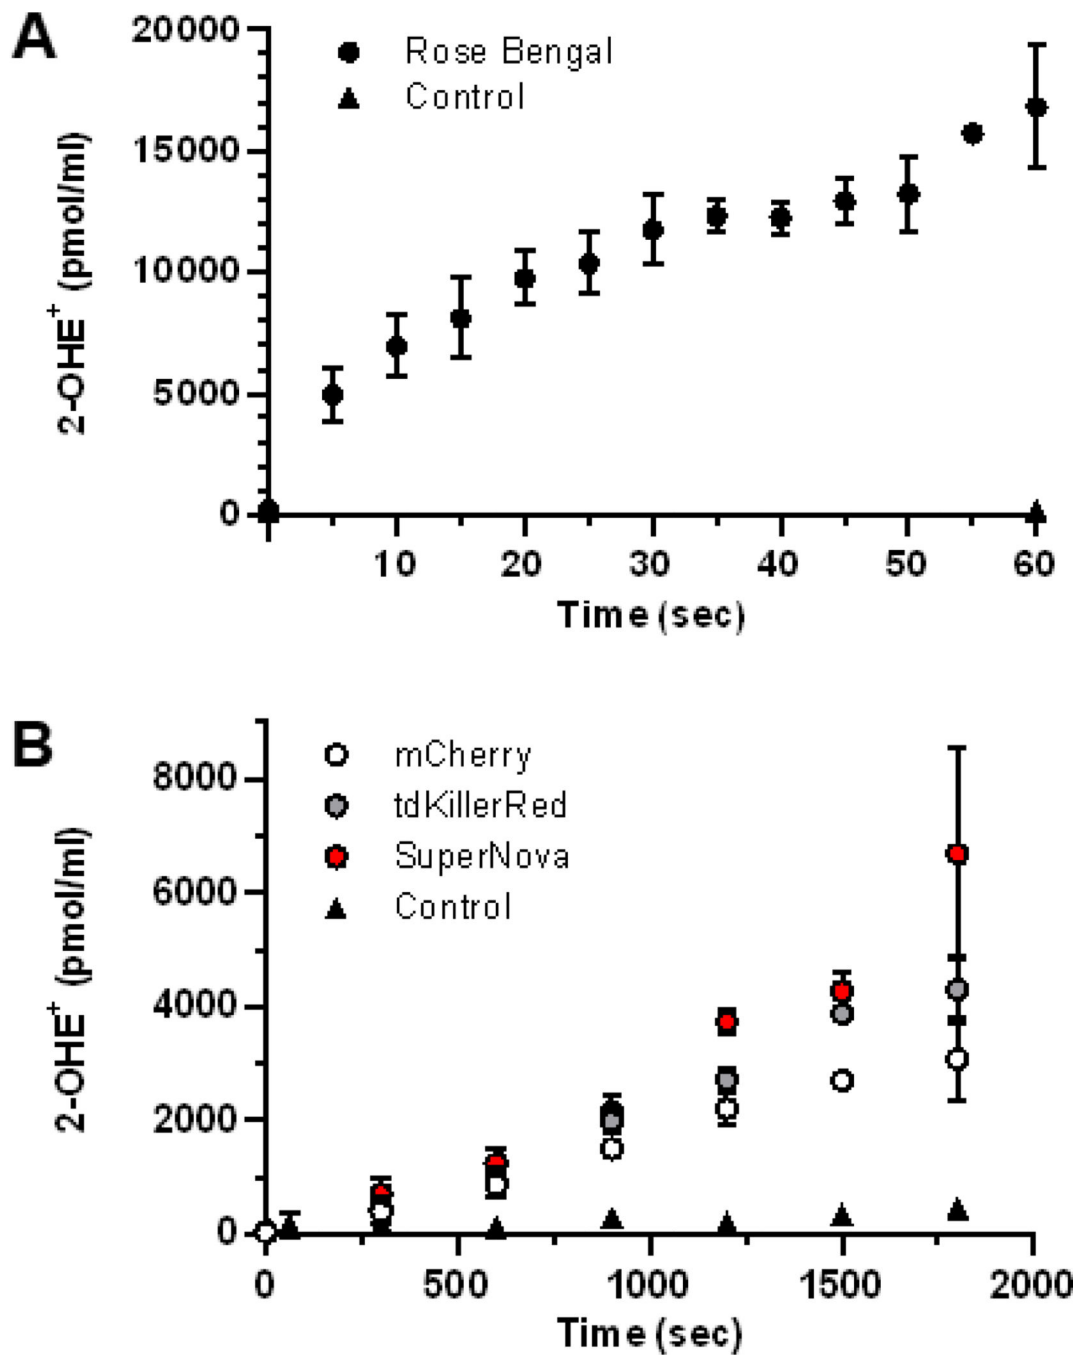 A
20000
15000
10000
5000
0
2-OHE⁺ (pmol/ml)
Rose Bengal
Control
10 20 30 40 50 60
Time (sec)
B
8000
6000
4000
2000
0
2-OHE⁺ (pmol/ml)
mCherry
tdKillerRed
SuperNova
Control
0 500 1000 1500 2000
Time (sec)